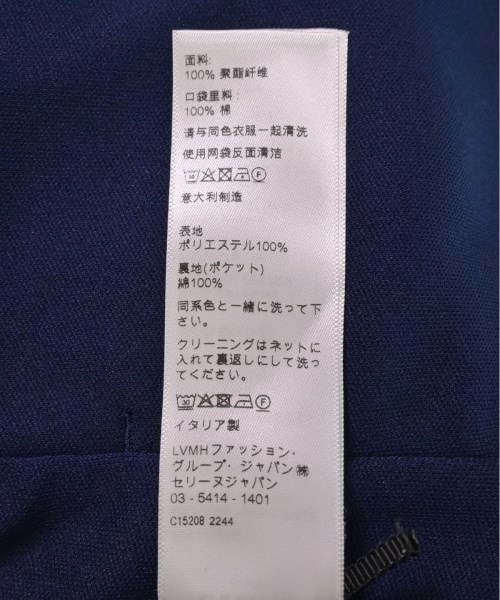 面料:
100% 聚酯纤维
口袋里料 :
100% 棉
请与同色衣服一起清洗
使用网袋反面清洁
30 F
意大利制造
表地
ポリエステル100%
裏地(ポケット)
綿100%
同系色と一緒に洗って下
さい。
クリーニングはネットに
入れて裏返しにして洗っ
てください。
30 F
イタリア製
LVMHファッション·
グループ· ジャパン㈱
セリーヌジャパン
03 - 5414 - 1401
C15208 2244